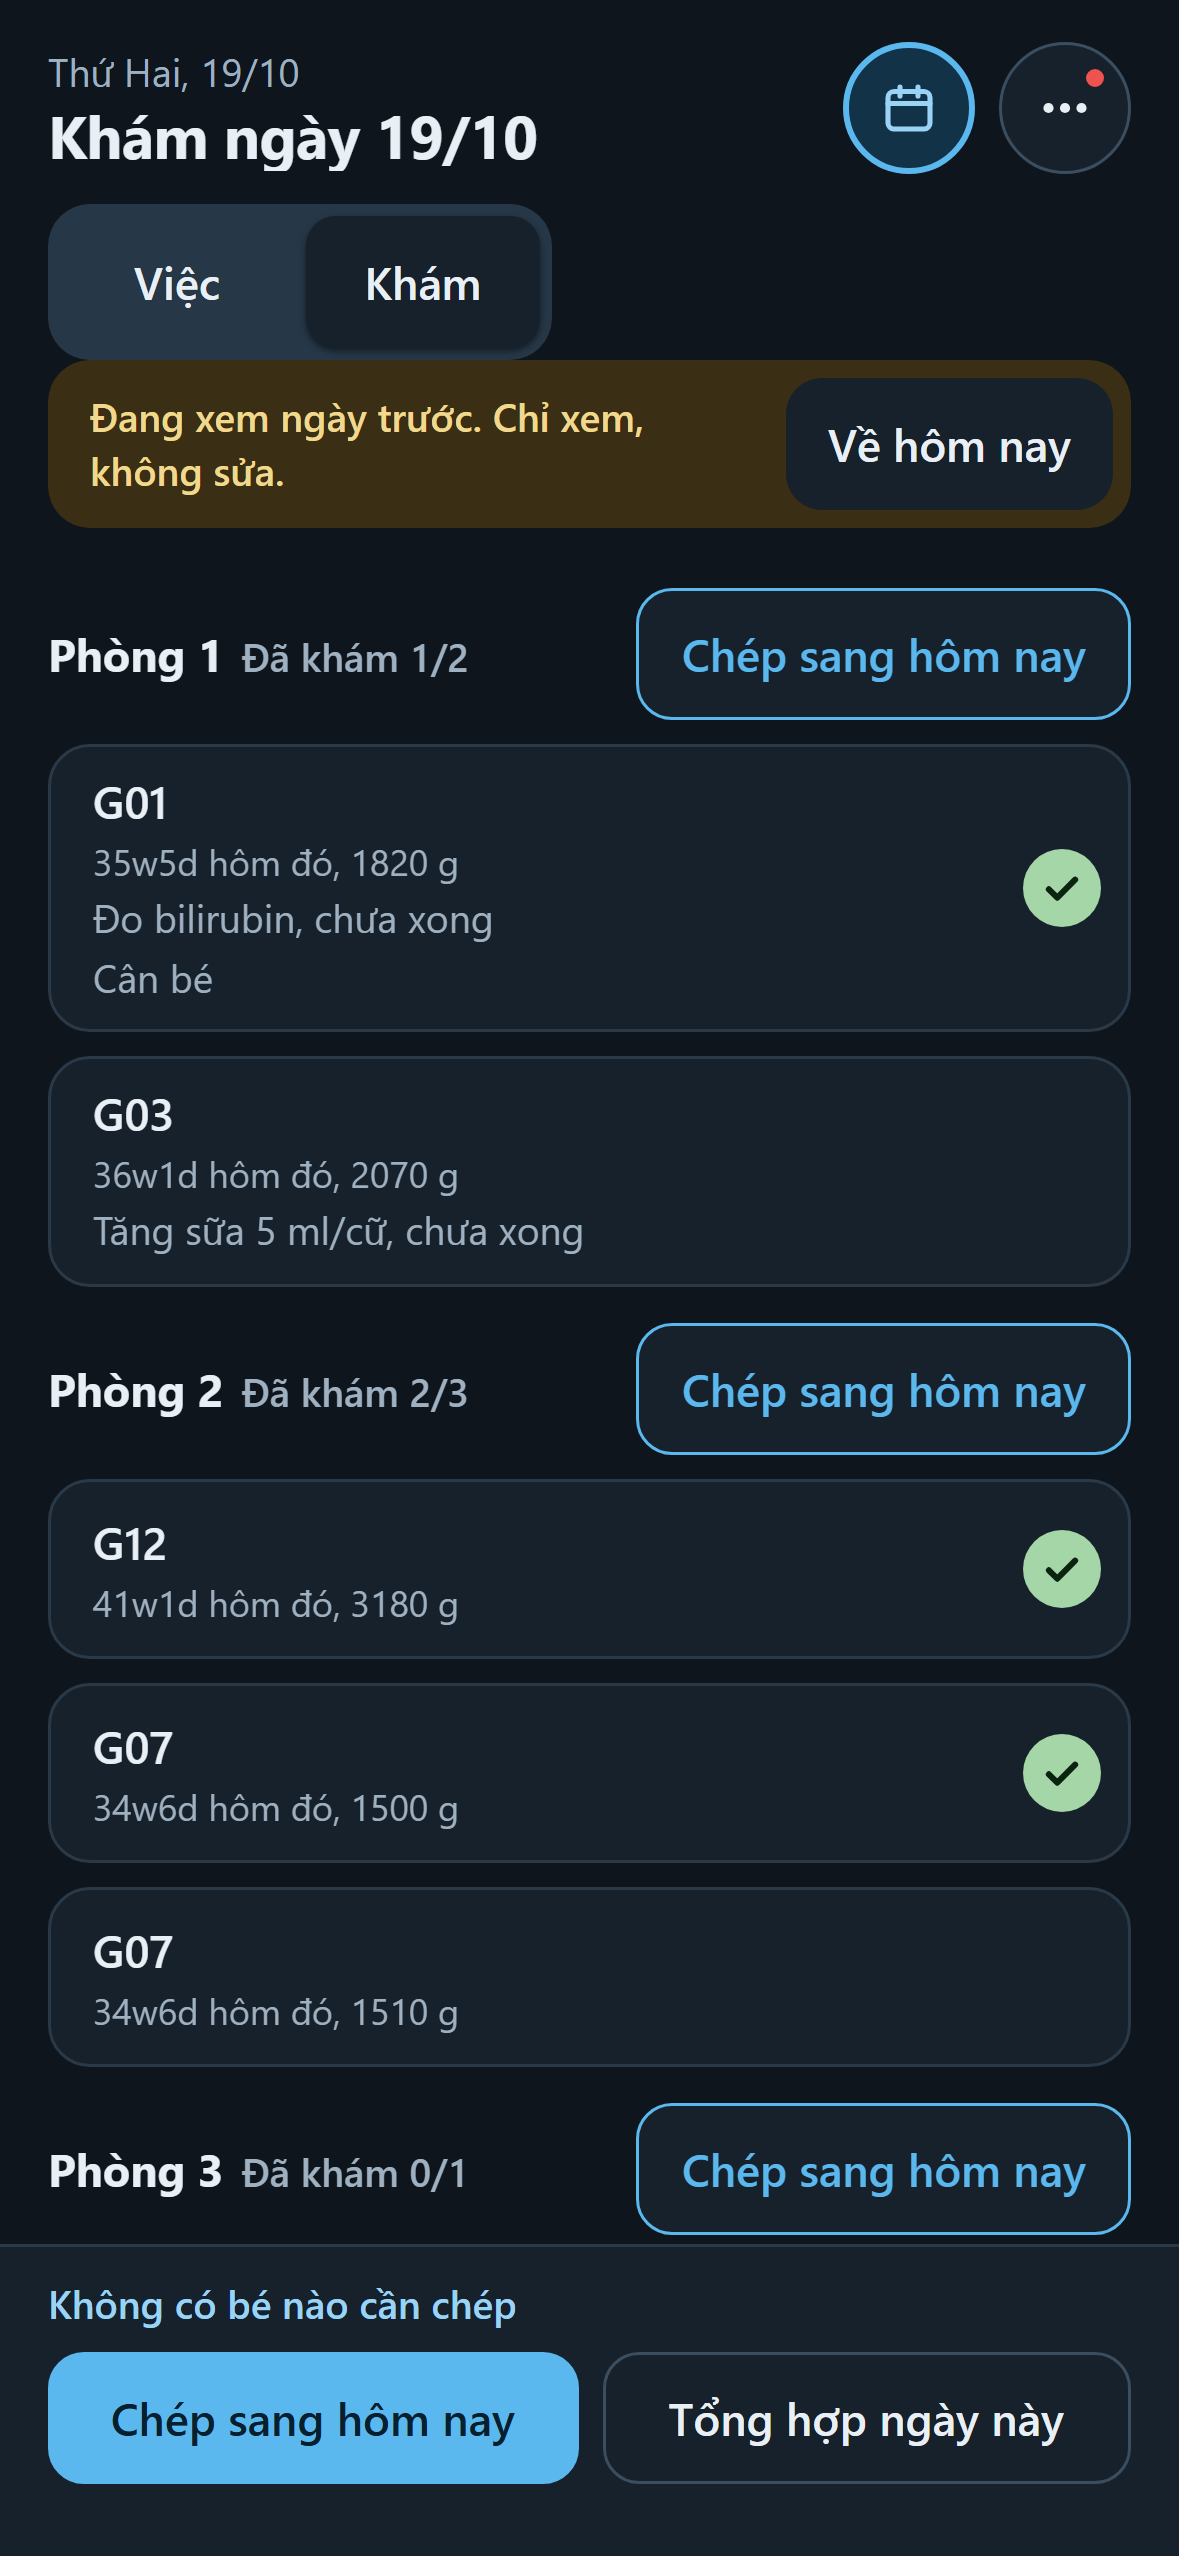 Thứ Hai, 19/10
Khám ngày 19/10
Việc
Khám
Đang xem ngày trước. Chỉ xem,
không sửa.
Về hôm nay
Phòng 1 Đã khám 1/2
Chép sang hôm nay
G01
35w5d hôm đó, 1820 g
Đo bilirubin, chưa xong
Cân bé
G03
36w1d hôm đó, 2070 g
Tăng sữa 5 ml/cữ, chưa xong
Phòng 2 Đã khám 2/3
Chép sang hôm nay
G12
41w1d hôm đó, 3180 g
G07
34w6d hôm đó, 1500 g
G07
34w6d hôm đó, 1510 g
Phòng 3 Đã khám 0/1
Chép sang hôm nay
Không có bé nào cần chép
Chép sang hôm nay
Tổng hợp ngày này